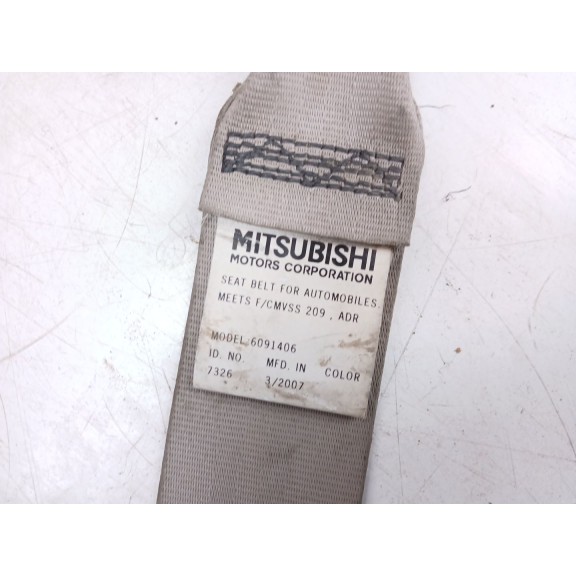 MITSUBISHI
MOTORS CORPORATION
SEAT BELT FOR AUTOMOBILES
MEETS F/CMVSS 209 , ADR
MODEL 6091406
ID. NO. MFD. IN COLOR
7326 3/2007